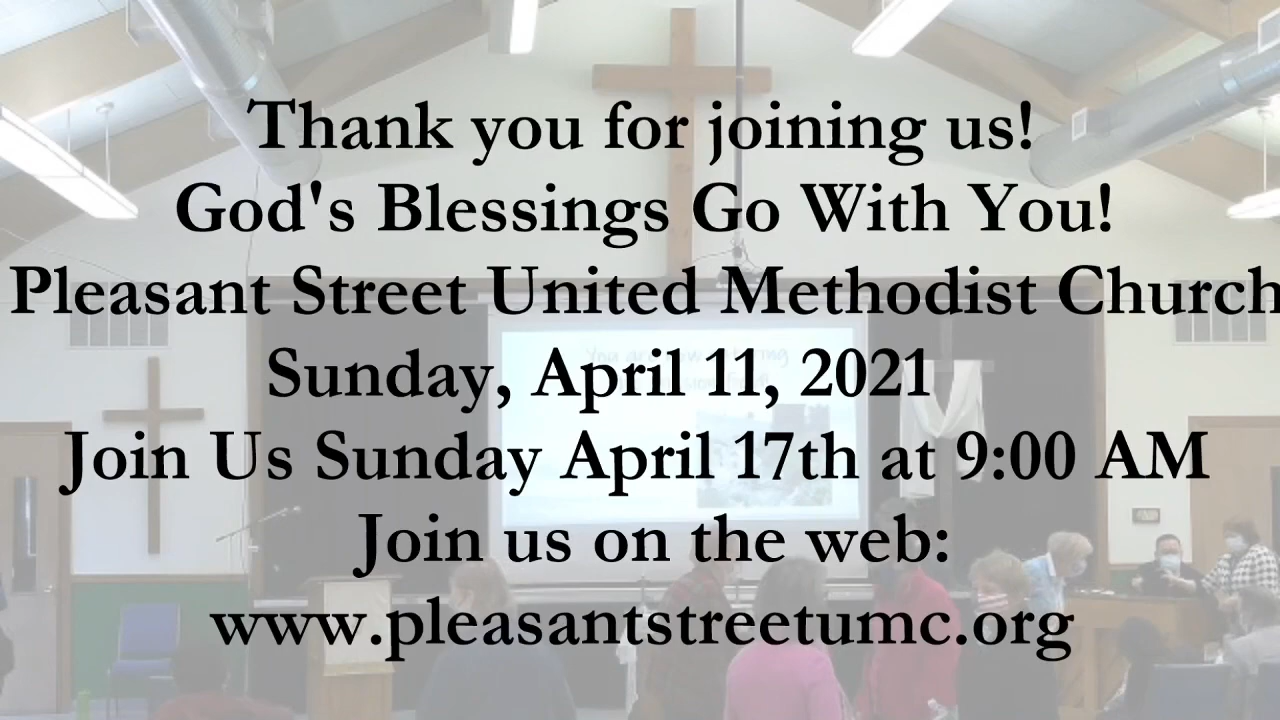 Thank you for joining us!
God's Blessings Go With You!
Pleasant Street United Methodist Church
Sunday, April 11, 2021
Join Us Sunday April 17th at 9:00 AM
Join us on the web:
www.pleasantstreetumc.org